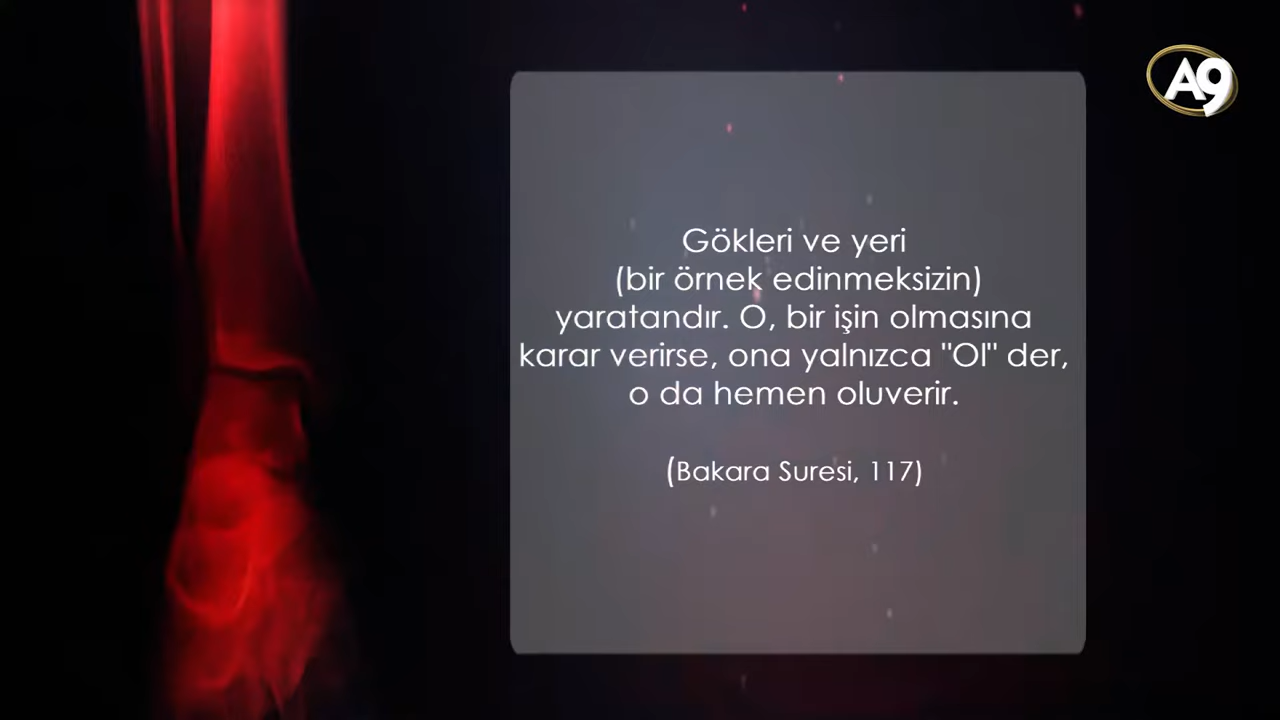 A9
Gökleri ve yeri
(bir örnek edinmeksizin)
yaratandır. O, bir işin olmasına
karar verirse, ona yalnızca "Ol" der,
o da hemen oluverir.
(Bakara Suresi, 117)